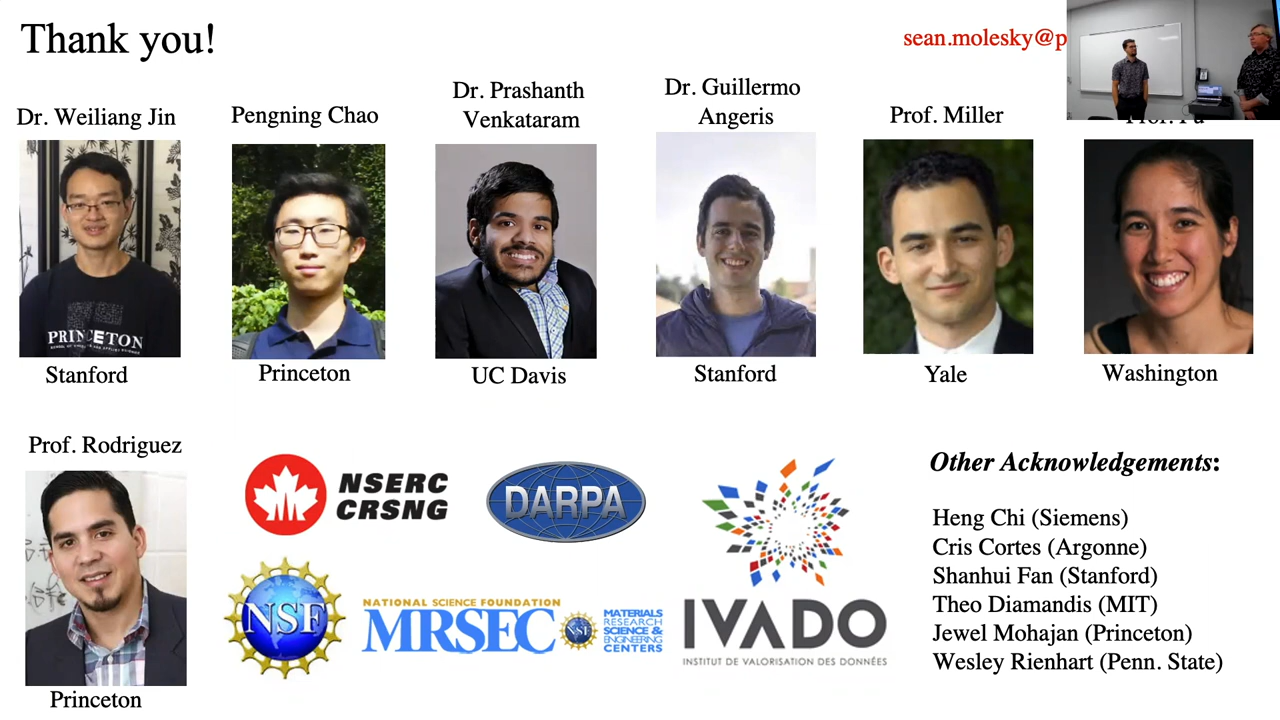 Thank you!
sean.molesky@p
Dr. Weiliang Jin
Pengning Chao
Dr. Prashanth
Venkataram
Dr. Guillermo
Angeris
Prof. Miller
PRINCETON
Stanford
Princeton
UC Davis
Stanford
Yale
Washington
Prof. Rodriguez
Princeton
NSERC
CRSNG
DARPA
NSF
NATIONAL SCIENCE FOUNDATION
MRSEC
NSF
MATERIALS
RESEARCH
SCIENCE &
ENGINEERING
CENTERS
IVADO
INSTITUT DE VALORISATION DES DONNÉES
Other Acknowledgements:
Heng Chi (Siemens)
Cris Cortes (Argonne)
Shanhui Fan (Stanford)
Theo Diamandis (MIT)
Jewel Mohajan (Princeton)
Wesley Rienhart (Penn. State)